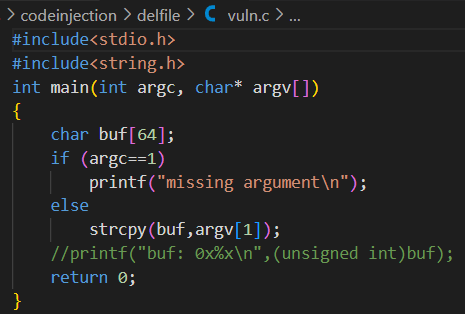 > codeinjection > delfile > C vuln.c > ...
#include<stdio.h>
#include<string.h>
int main(int argc, char* argv[])
{
    char buf[64];
    if (argc==1)
        printf("missing argument\n");
    else
        strcpy(buf,argv[1]);
    //printf("buf: 0x%x\n",(unsigned int)buf);
    return 0;
}